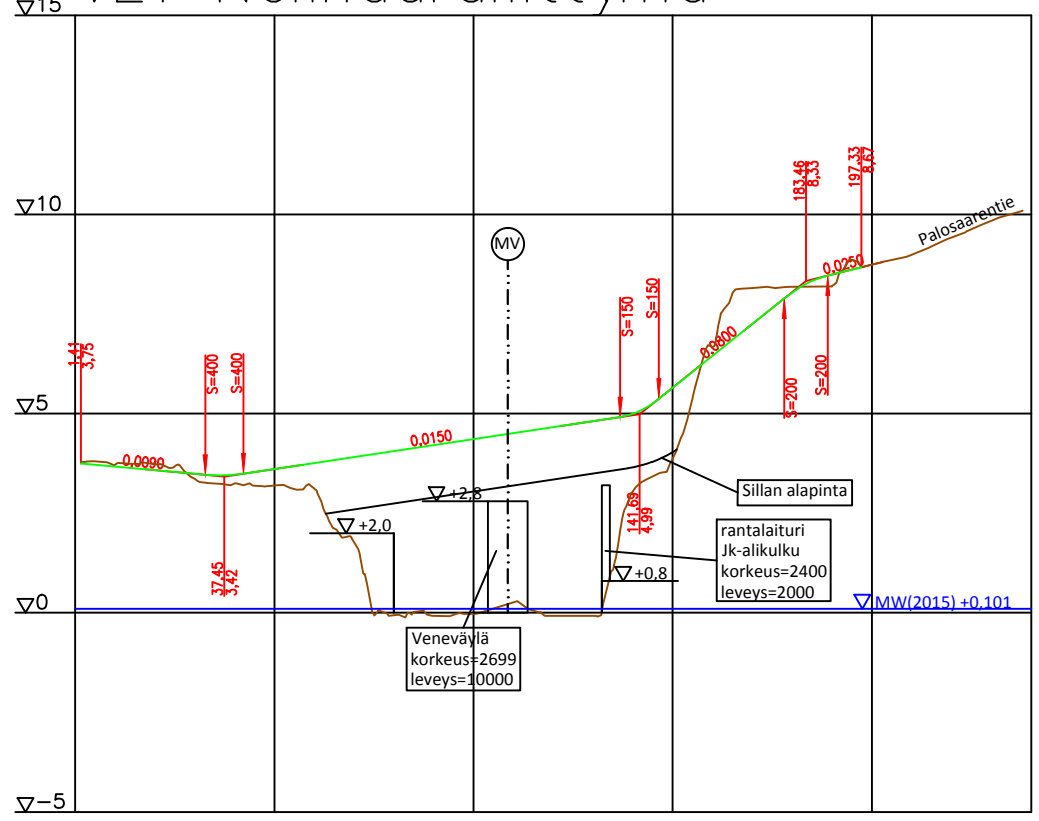 15
10
5
0
-5
MV
Palosaarentie
1,41
3,75
0,0090
S=400
S=400
37,45
3,42
0,0150
S=150
S=150
141,69
4,99
0,0800
183,46
8,33
197,33
8,67
0,0250
S=200
S=200
+2,8
+2,0
+0,8
Sillan alapinta
rantalaituri
Jk-alikulku
korkeus=2400
leveys=2000
MW(2015) +0,101
Veneväylä
korkeus=2699
leveys=10000